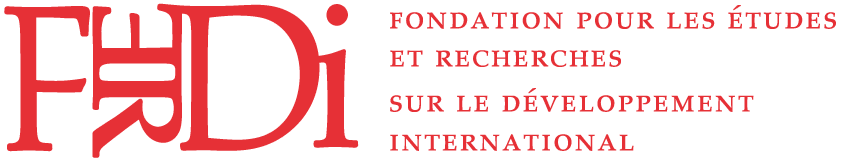 FERDi
FONDATION POUR LES ÉTUDES
ET RECHERCHES
SUR LE DÉVELOPPEMENT
INTERNATIONAL